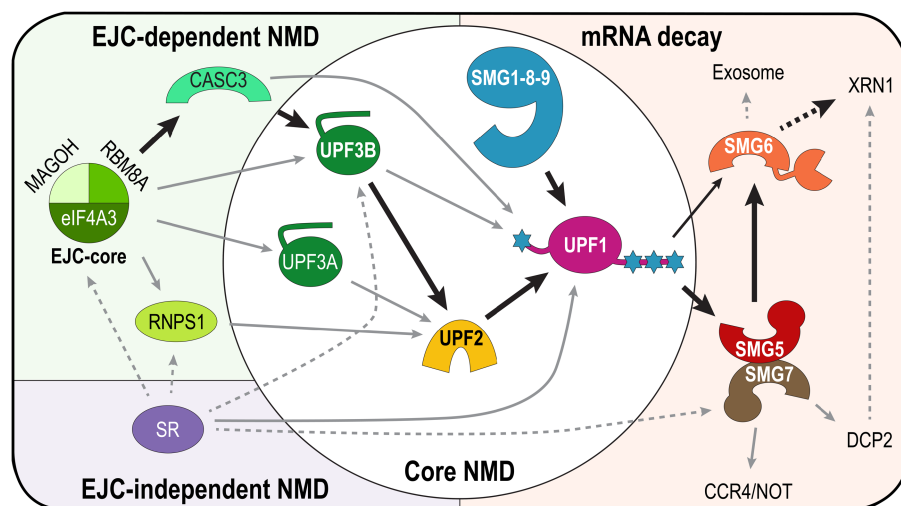 EJC-dependent NMD
mRNA decay
CASC3
SMG1-8-9
Exosome
XRN1
MAGOH
RBM8A
UPF3B
SMG6
eIF4A3
EJC-core
UPF3A
UPF1
RNPS1
UPF2
SMG5
SMG7
SR
DCP2
Core NMD
EJC-independent NMD
CCR4/NOT